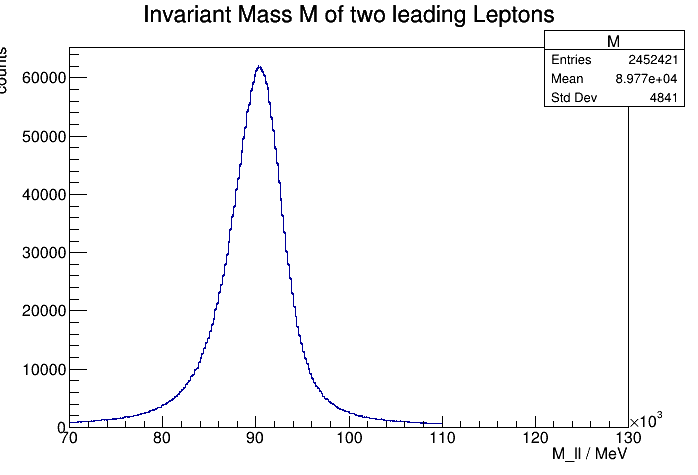 Invariant Mass M of two leading Leptons
M
Entries 2452421
Mean 8.977e+04
Std Dev 4841
counts
60000
50000
40000
30000
20000
10000
0
70 80 90 100 110 120 130
×10³
M_ll / MeV